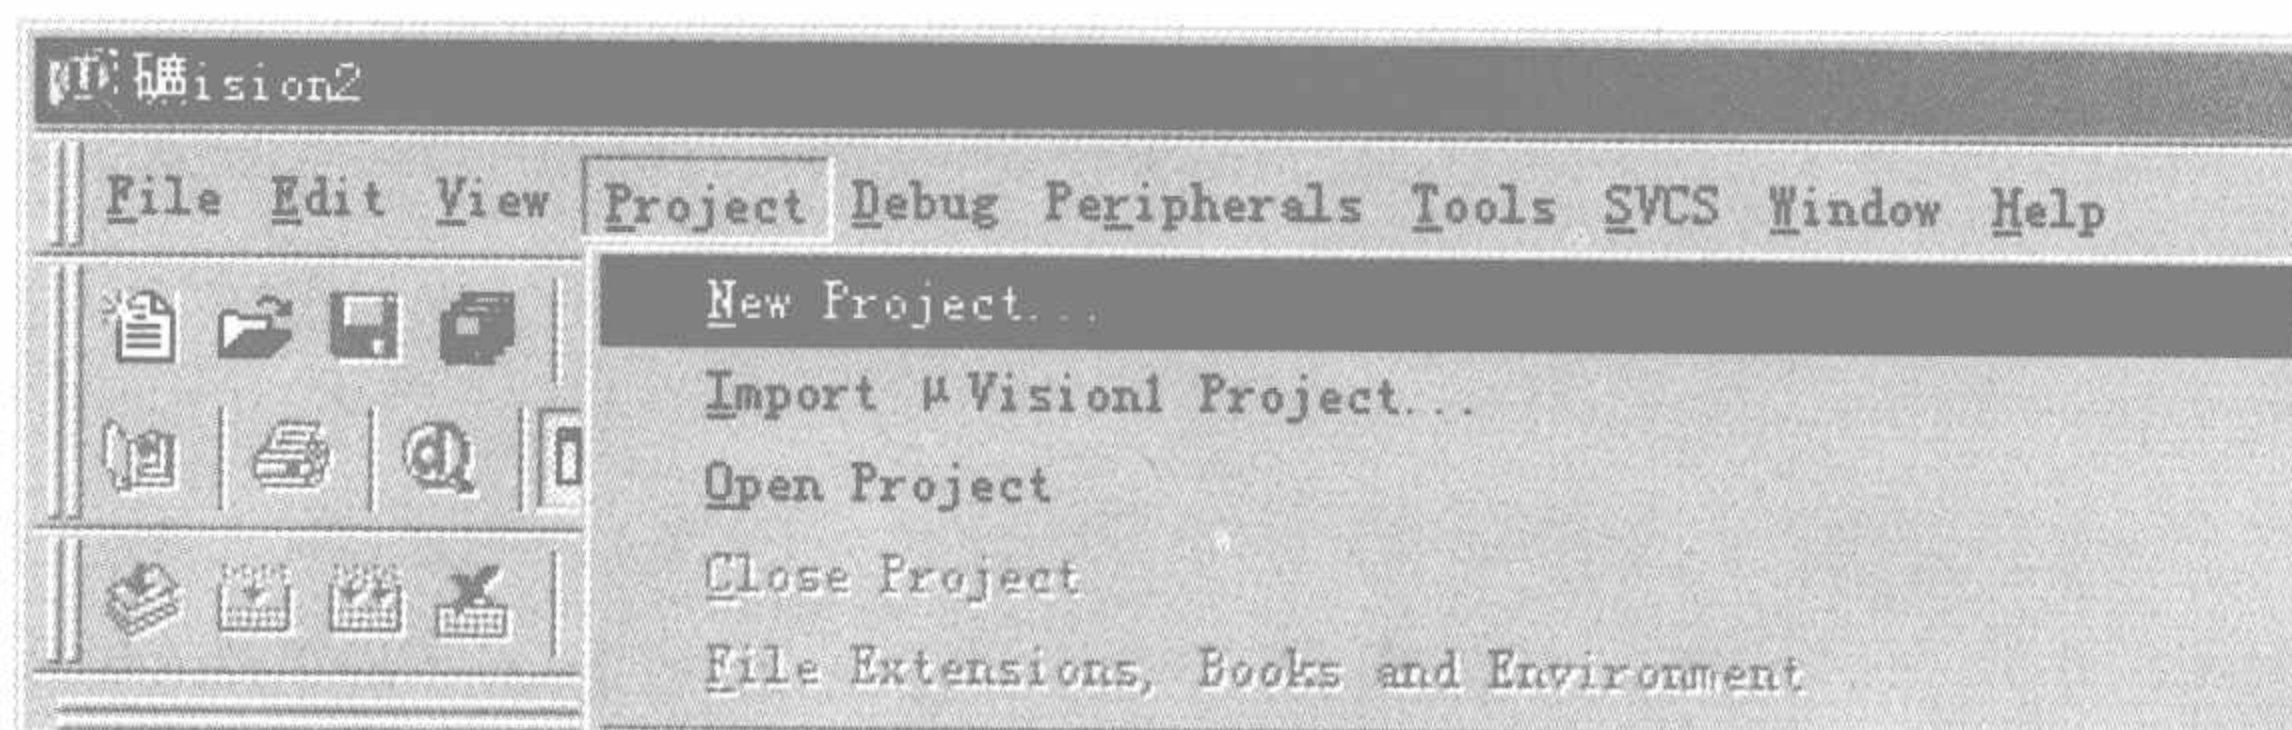 礦ision2
File Edit View Project Debug Peripherals Tools SVCS Window Help
New Project...
Import μVision1 Project...
Open Project
Close Project
File Extensions, Books and Environment